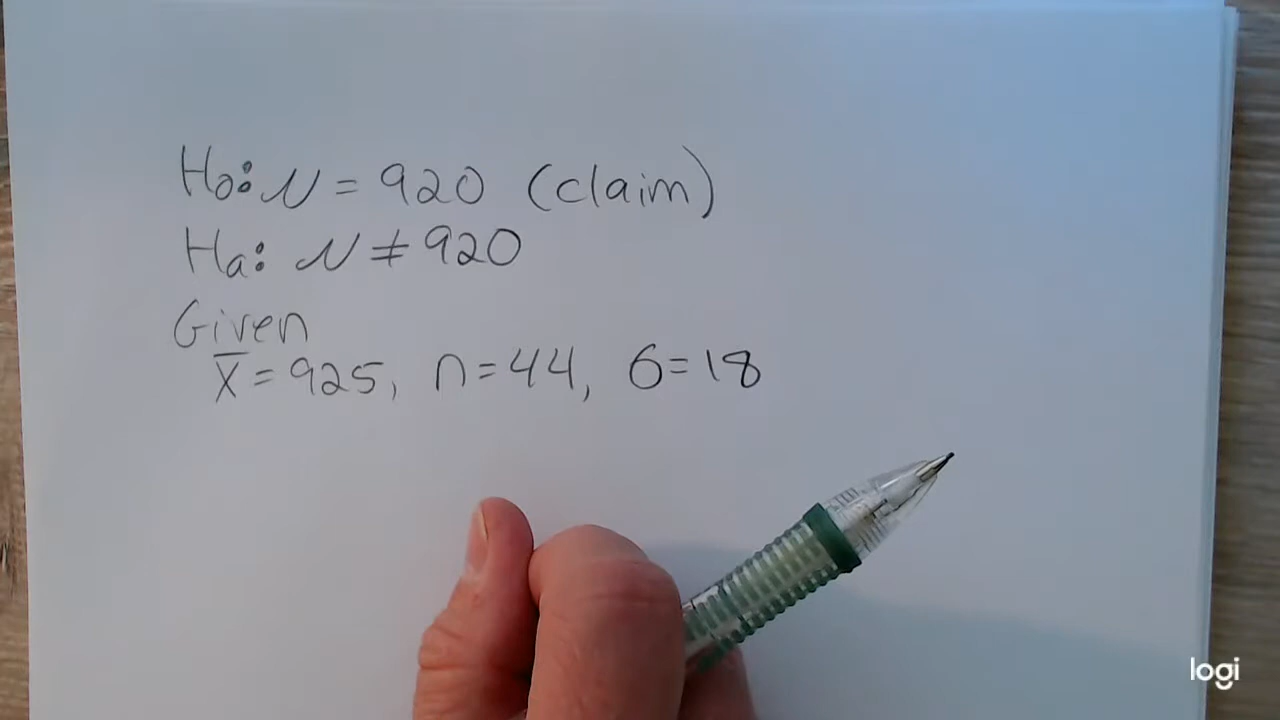 H₀: μ = 920 (claim)
Hₐ: μ ≠ 920
Given
x̄ = 925, n = 44, σ = 18
logi